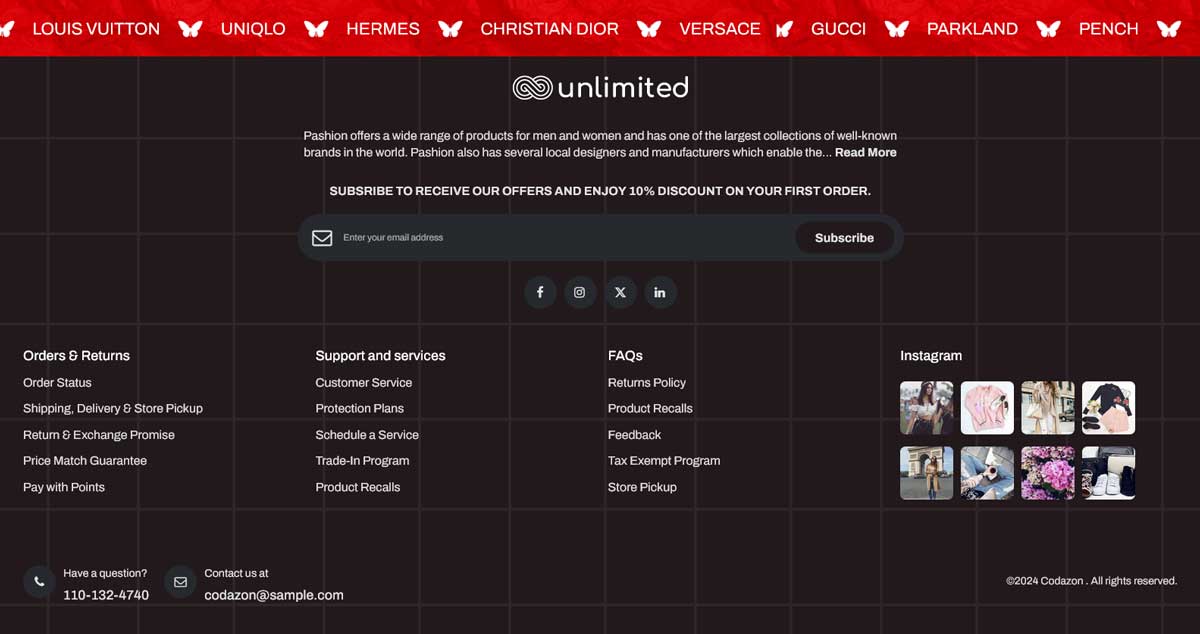 LOUIS VUITTON UNIQLO HERMES CHRISTIAN DIOR VERSACE GUCCI PARKLAND PENCH
unlimited
Pashion offers a wide range of products for men and women and has one of the largest collections of well-known
brands in the world. Pashion also has several local designers and manufacturers which enable the... Read More
SUBSRIBE TO RECEIVE OUR OFFERS AND ENJOY 10% DISCOUNT ON YOUR FIRST ORDER.
Enter your email address
Subscribe
Orders & Returns
Order Status
Shipping, Delivery & Store Pickup
Return & Exchange Promise
Price Match Guarantee
Pay with Points
Support and services
Customer Service
Protection Plans
Schedule a Service
Trade-In Program
Product Recalls
FAQs
Returns Policy
Product Recalls
Feedback
Tax Exempt Program
Store Pickup
Instagram
Have a question?
110-132-4740
Contact us at
codazon@sample.com
©2024 Codazon . All rights reserved.